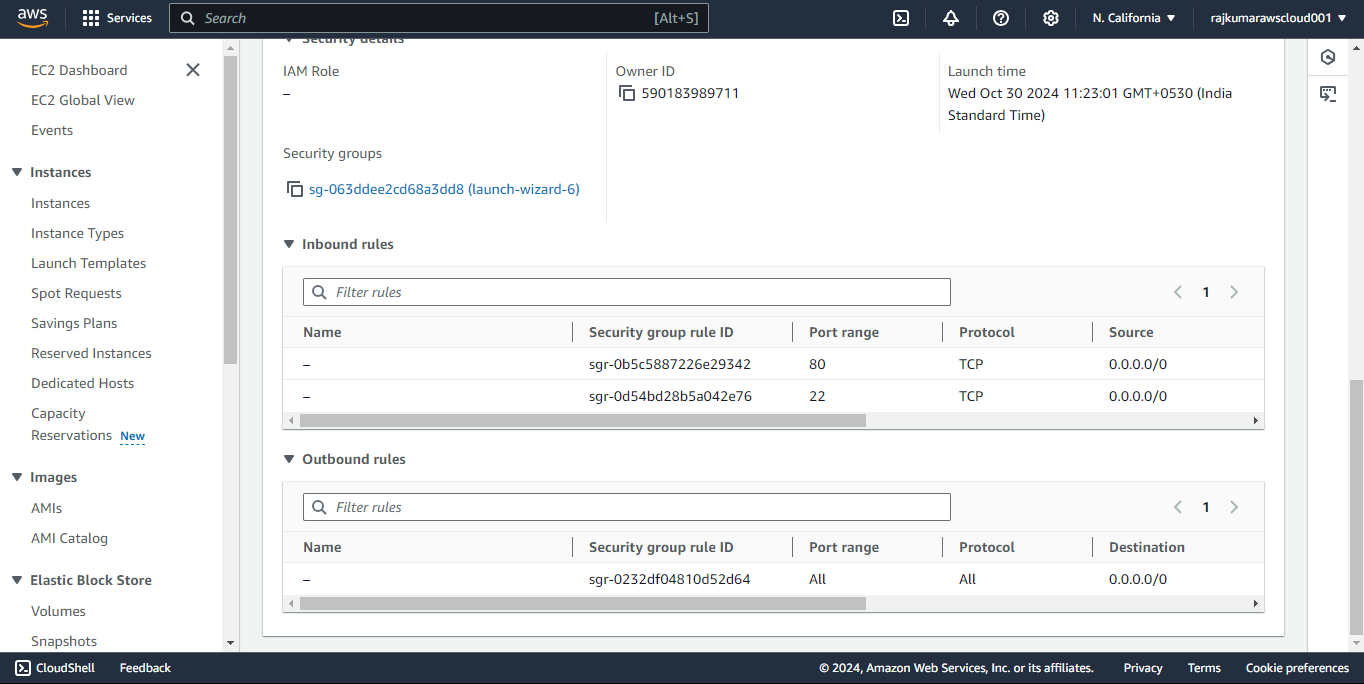 aws
Services
Search
[Alt+S]
N. California
rajkumarawscloud001
EC2 Dashboard
EC2 Global View
Events
Instances
Instances
Instance Types
Launch Templates
Spot Requests
Savings Plans
Reserved Instances
Dedicated Hosts
Capacity
Reservations New
Images
AMIs
AMI Catalog
Elastic Block Store
Volumes
Snapshots
Security details
IAM Role
–
Owner ID
590183989711
Launch time
Wed Oct 30 2024 11:23:01 GMT+0530 (India
Standard Time)
Security groups
sg-063ddee2cd68a3dd8 (launch-wizard-6)
Inbound rules
Filter rules
1
Name Security group rule ID Port range Protocol Source
– sgr-0b5c5887226e29342 80 TCP 0.0.0.0/0
– sgr-0d54bd28b5a042e76 22 TCP 0.0.0.0/0
Outbound rules
Filter rules
1
Name Security group rule ID Port range Protocol Destination
– sgr-0232df04810d52d64 All All 0.0.0.0/0
CloudShell
Feedback
© 2024, Amazon Web Services, Inc. or its affiliates.
Privacy
Terms
Cookie preferences